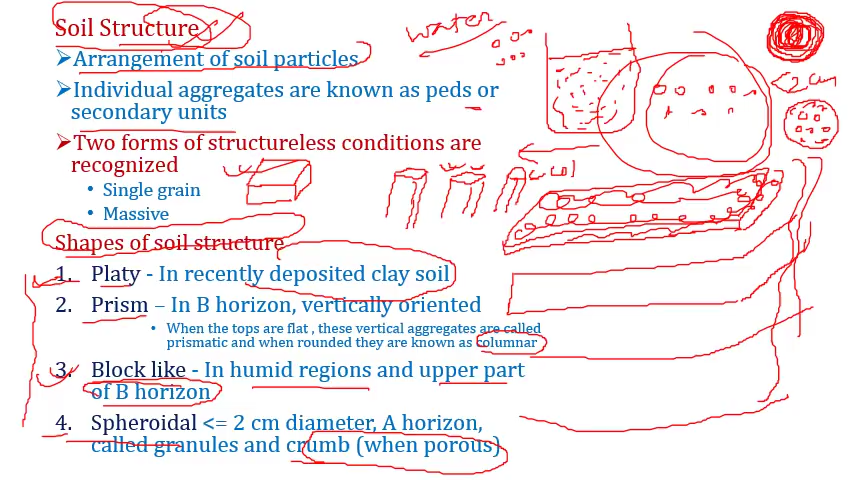 Soil Structure
➢Arrangement of soil particles
➢Individual aggregates are known as peds or
secondary units
➢Two forms of structureless conditions are
recognized
• Single grain
• Massive
Shapes of soil structure
1. Platy - In recently deposited clay soil
2. Prism – In B horizon, vertically oriented
• When the tops are flat , these vertical aggregates are called
prismatic and when rounded they are known as columnar
3. Block like - In humid regions and upper part
of B horizon
4. Spheroidal <= 2 cm diameter, A horizon,
called granules and crumb (when porous)
water
<2 cm